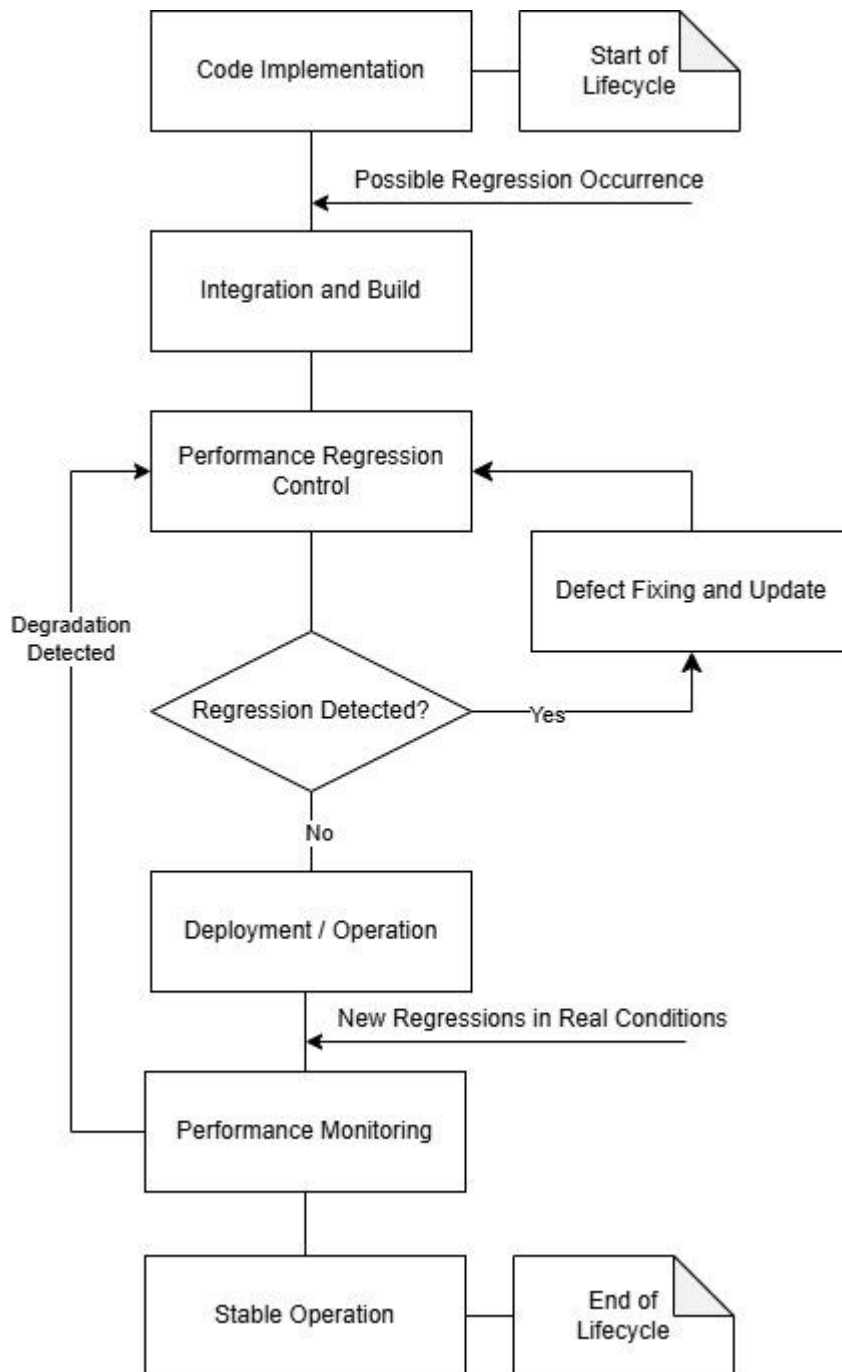 Code Implementation
Start of
Lifecycle
Possible Regression Occurrence
Integration and Build
Performance Regression
Control
Defect Fixing and Update
Degradation
Detected
Regression Detected?
Yes
No
Deployment / Operation
New Regressions in Real Conditions
Performance Monitoring
Stable Operation
End of
Lifecycle